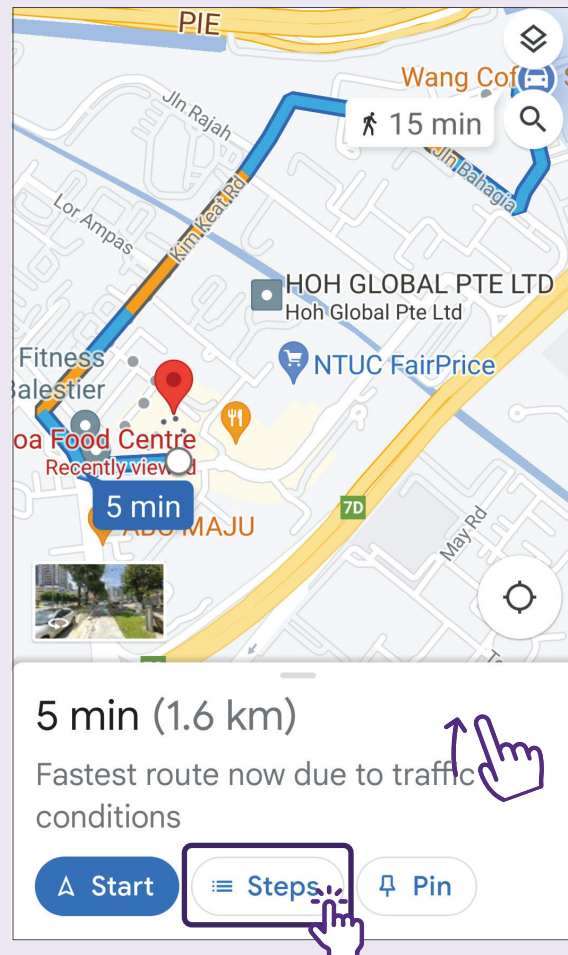 PIE
Wang Cof
15 min
Jln Rajah
Jln Bahagia
Lor Ampas
Kim Keat Rd
HOH GLOBAL PTE LTD
Hoh Global Pte Ltd
Fitness
Balestier
NTUC FairPrice
oa Food Centre
Recently viewed
5 min
MAJU
7D
May Rd
5 min (1.6 km)
Fastest route now due to traffic
conditions
Start
Steps
Pin